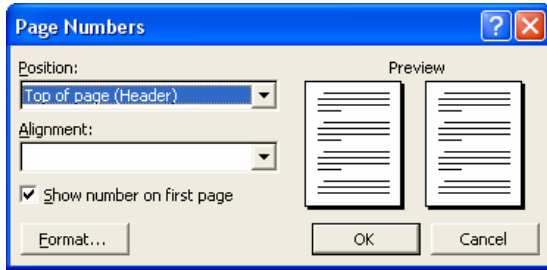 Page Numbers
Position:
Top of page (Header)
Alignment:
Show number on first page
Format...
Preview
OK
Cancel